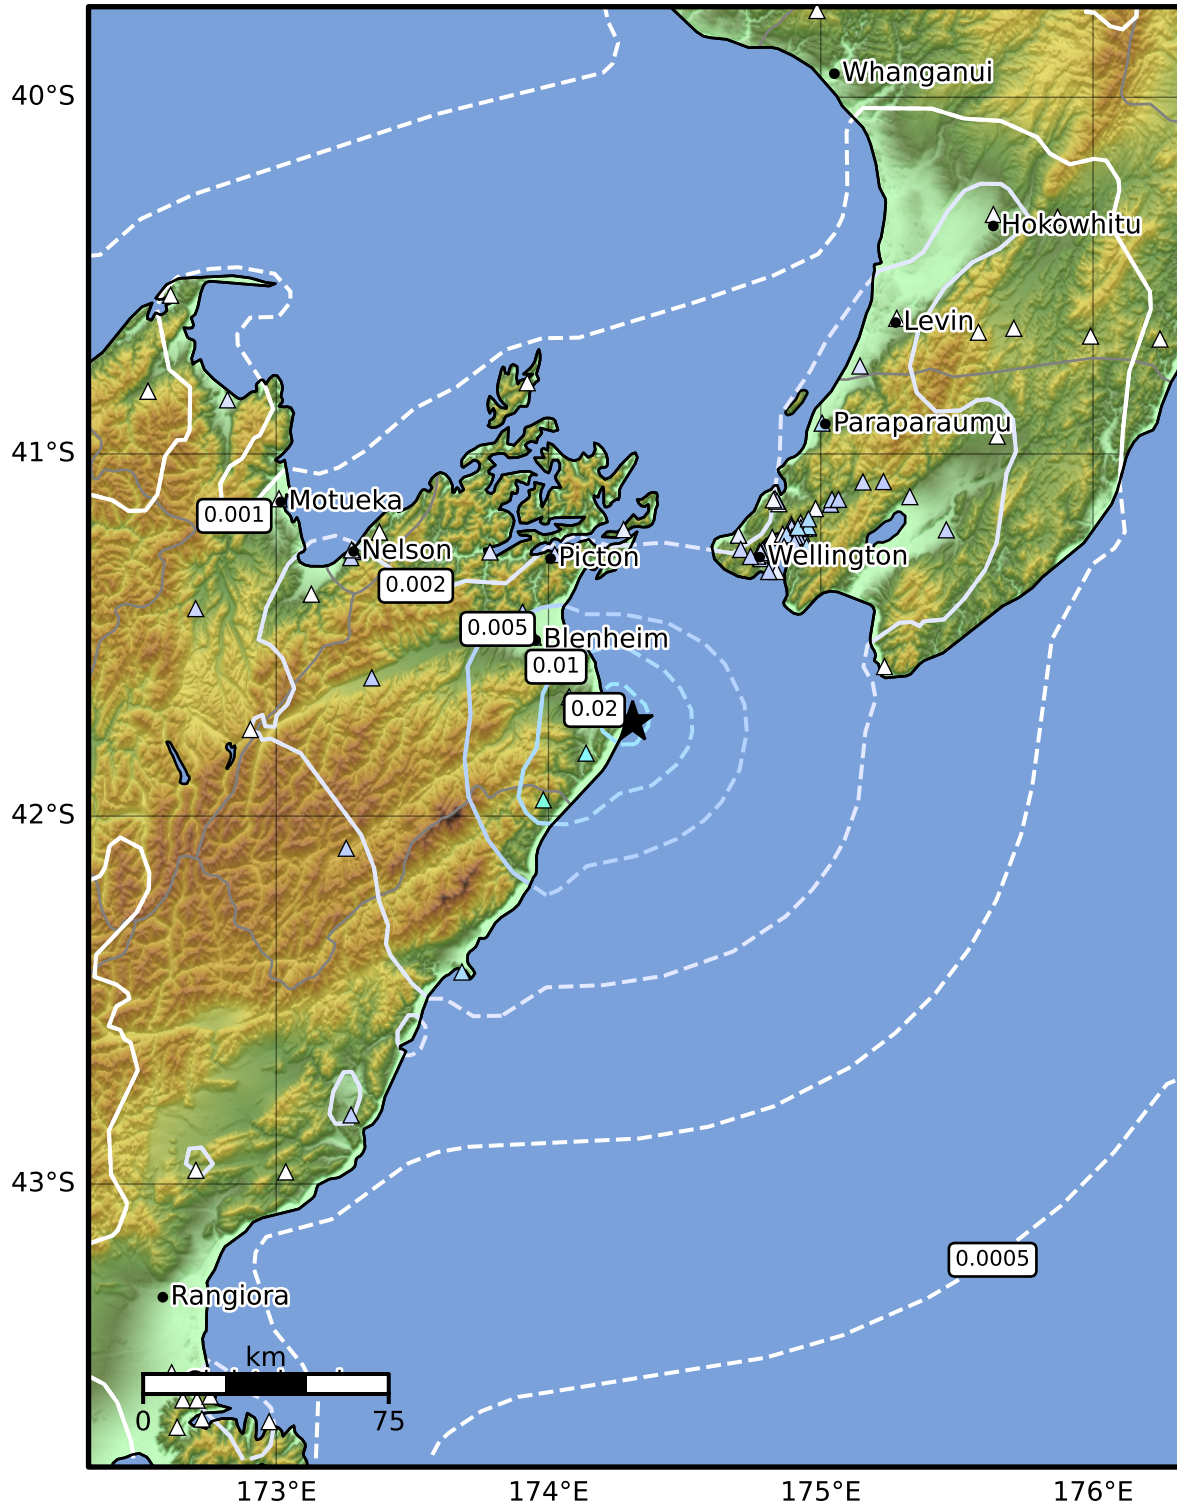 Whanganui
40°S
Hokowhitu
Levin
Paraparaumu
41°S
Motueka
0.001
Nelson
Picton
Wellington
0.002
0.005
Blenheim
0.01
0.02
42°S
43°S
0.0005
Rangiora
km
0
75
173°E
174°E
175°E
176°E